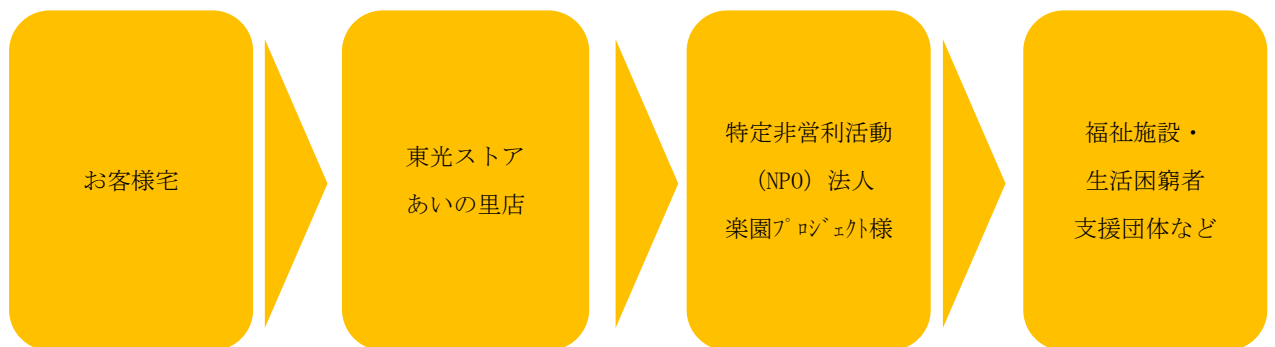 お客様宅
東光ストア
あいの里店
特定非営利活動
（NPO）法人
楽園ﾌﾟﾛｼﾞｪｸﾄ様
福祉施設・
生活困窮者
支援団体など